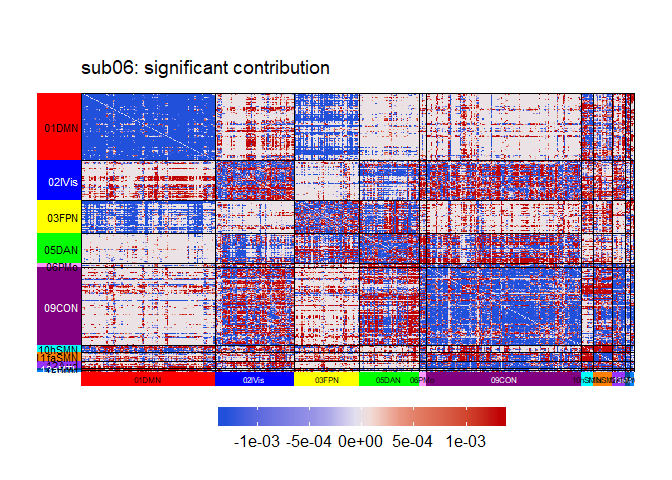 sub06: significant contribution
01DMN
02lVis
03FPN
05DAN
09CON
01DMN 02lVis 03FPN 05DAN 09CON
-1e-03 -5e-04 0e+00 5e-04 1e-03